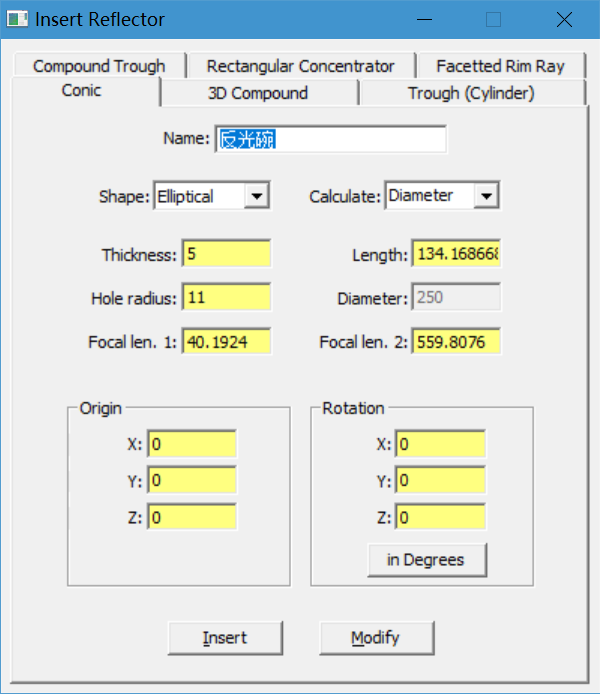 Insert Reflector
Compound Trough Rectangular Concentrator Facetted Rim Ray
Conic 3D Compound Trough (Cylinder)
Name: 反光碗
Shape: Elliptical Calculate: Diameter
Thickness: 5 Length: 134.168668
Hole radius: 11 Diameter: 250
Focal len. 1: 40.1924 Focal len. 2: 559.8076
Origin Rotation
X: 0 X: 0
Y: 0 Y: 0
Z: 0 Z: 0
in Degrees
Insert Modify